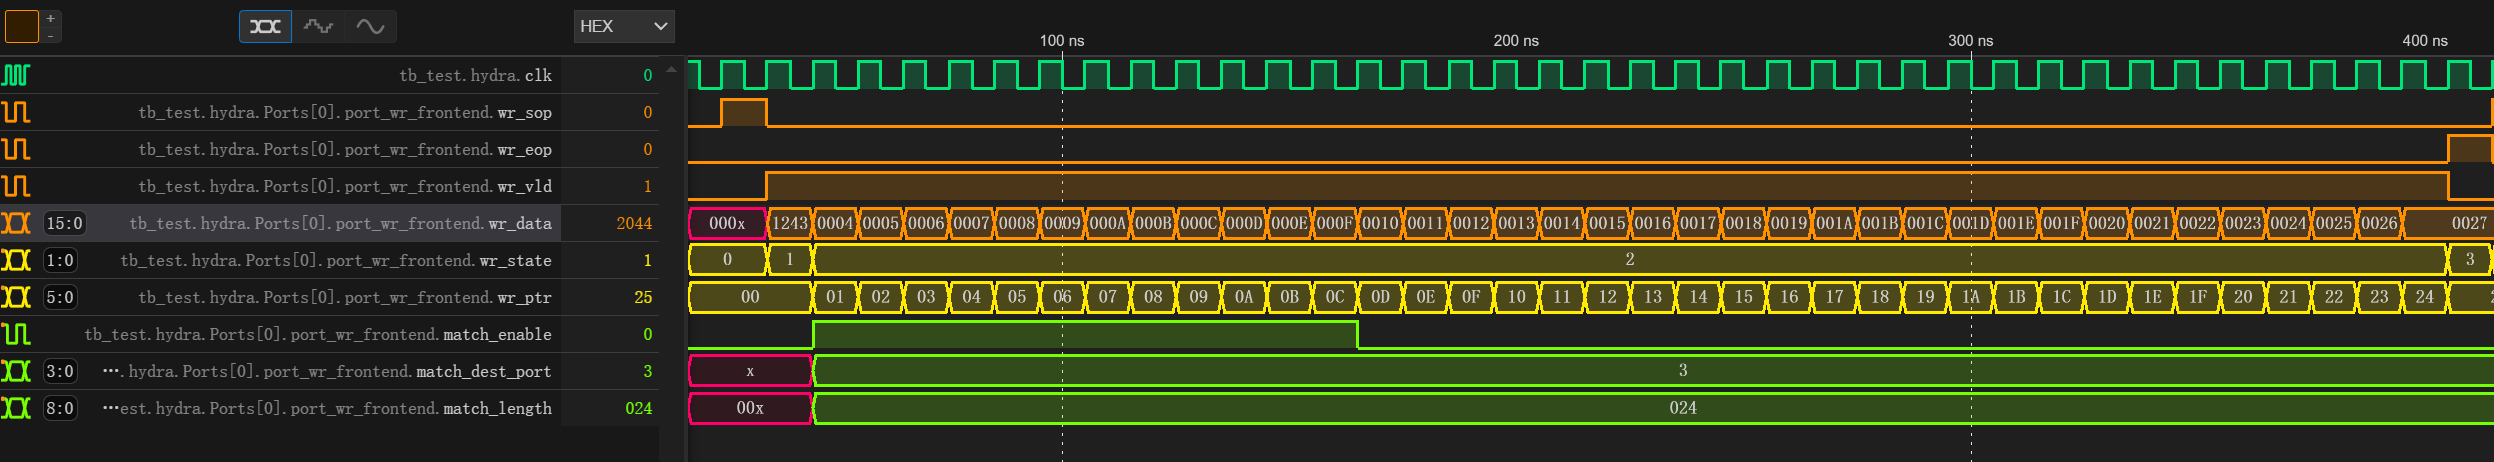 +
-
HEX
100 ns 200 ns 300 ns 400 ns
tb_test.hydra.clk 0
tb_test.hydra.Ports[0].port_wr_frontend.wr_sop 0
tb_test.hydra.Ports[0].port_wr_frontend.wr_eop 0
tb_test.hydra.Ports[0].port_wr_frontend.wr_vld 1
15:0 tb_test.hydra.Ports[0].port_wr_frontend.wr_data 2044 000x 1243 0004 0005 0006 0007 0008 0009 000A 000B 000C 000D 000E 000F 0010 0011 0012 0013 0014 0015 0016 0017 0018 0019 001A 001B 001C 001D 001E 001F 0020 0021 0022 0023 0024 0025 0026 0027
1:0 tb_test.hydra.Ports[0].port_wr_frontend.wr_state 1 0 1 2 3
5:0 tb_test.hydra.Ports[0].port_wr_frontend.wr_ptr 25 00 01 02 03 04 05 06 07 08 09 0A 0B 0C 0D 0E 0F 10 11 12 13 14 15 16 17 18 19 1A 1B 1C 1D 1E 1F 20 21 22 23 24
tb_test.hydra.Ports[0].port_wr_frontend.match_enable 0
3:0 ···.hydra.Ports[0].port_wr_frontend.match_dest_port 3 x 3
8:0 ···est.hydra.Ports[0].port_wr_frontend.match_length 024 00x 024